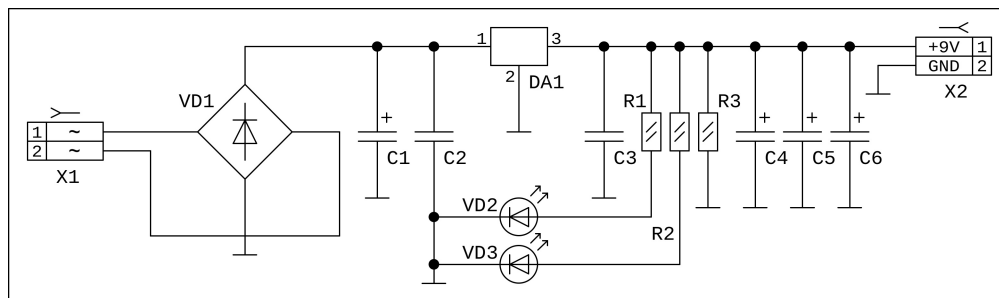 1 3
+9V 1
GND 2
2
DA1
X2
VD1
R1 R3
1 ~
2 ~
X1
+ + + +
C1 C2 C3 C4 C5 C6
VD2
R2
VD3